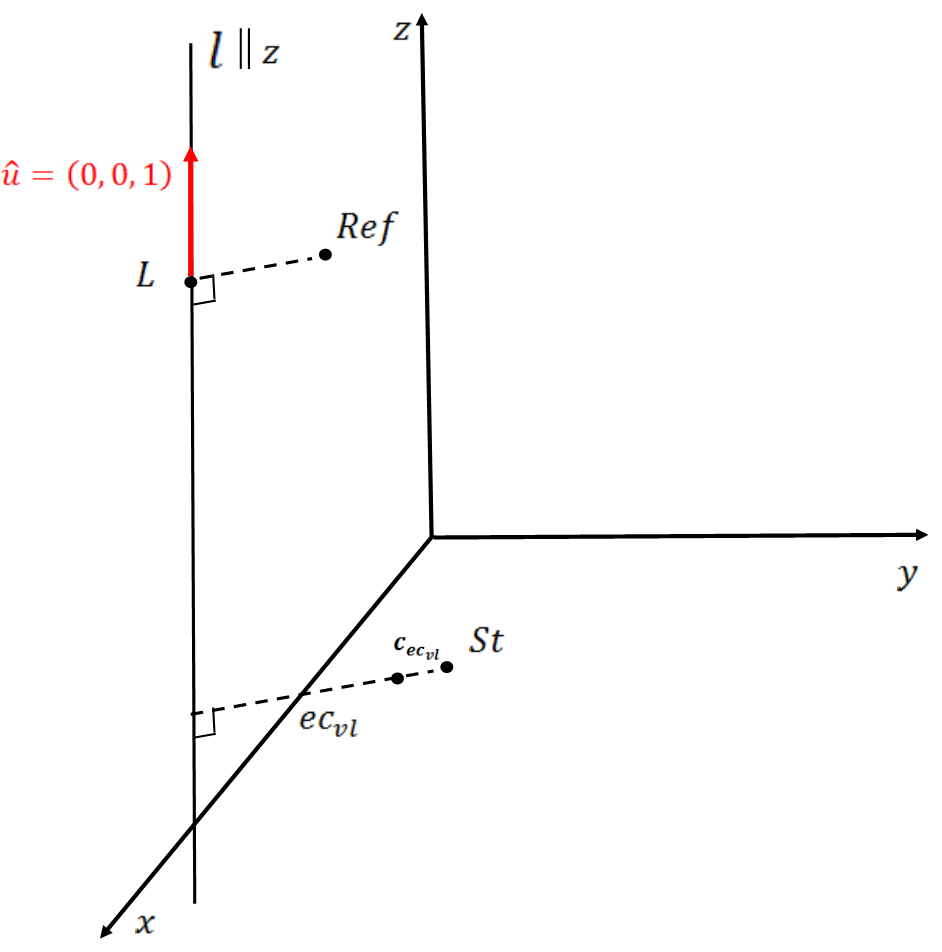 z
l ∥ z
û = (0, 0, 1)
Ref
L
y
c_{ec_{vl}}
St
ec_{vl}
x